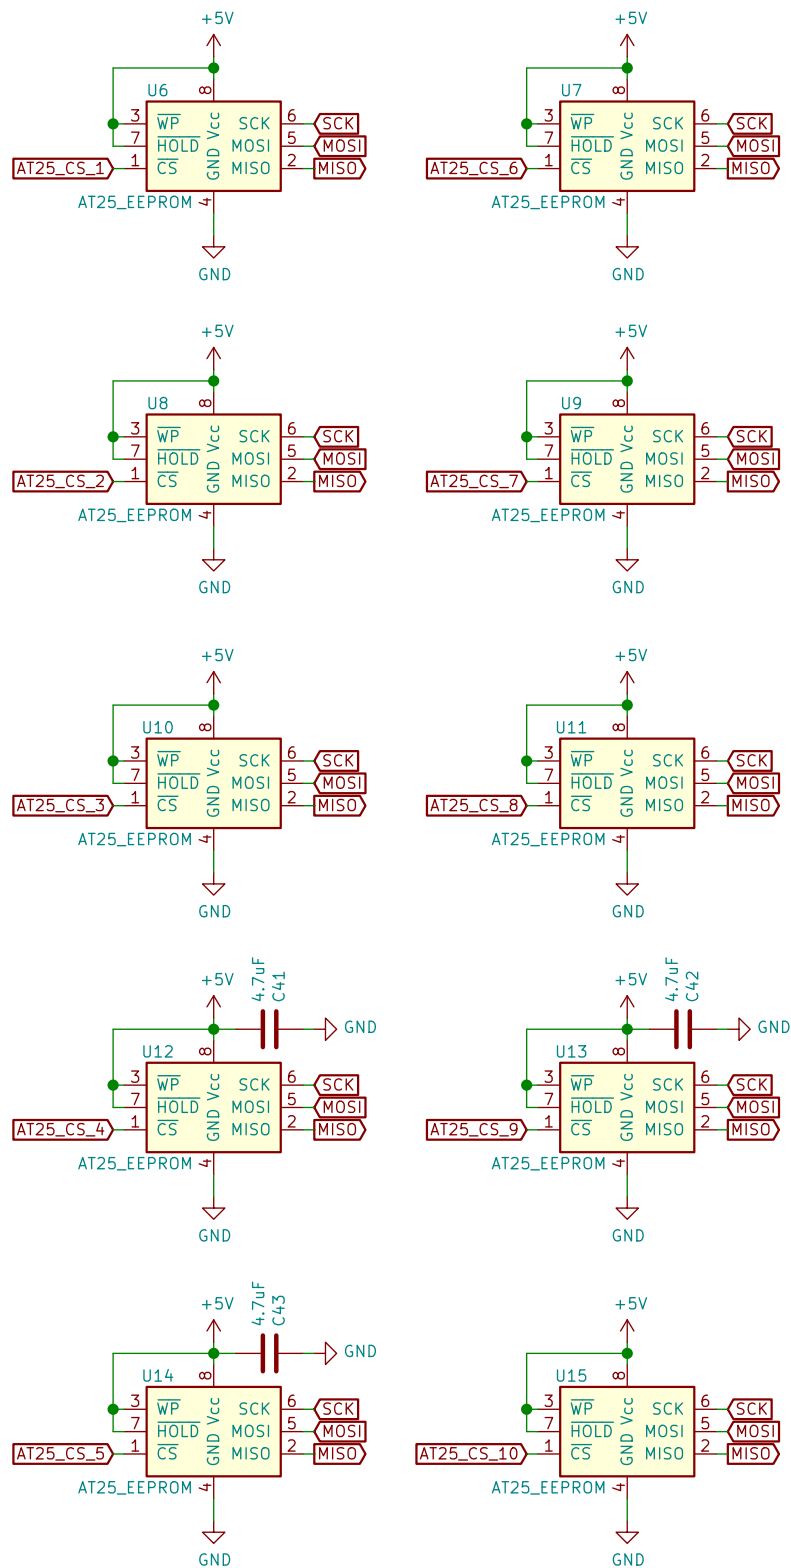 +5V
U6
8
3 WP Vcc SCK 6 SCK
7 HOLD MOSI 5 MOSI
AT25_CS_1 1 CS GND MISO 2 MISO
AT25_EEPROM 4
GND
+5V
U7
8
3 WP Vcc SCK 6 SCK
7 HOLD MOSI 5 MOSI
AT25_CS_6 1 CS GND MISO 2 MISO
AT25_EEPROM 4
GND
+5V
U8
8
3 WP Vcc SCK 6 SCK
7 HOLD MOSI 5 MOSI
AT25_CS_2 1 CS GND MISO 2 MISO
AT25_EEPROM 4
GND
+5V
U9
8
3 WP Vcc SCK 6 SCK
7 HOLD MOSI 5 MOSI
AT25_CS_7 1 CS GND MISO 2 MISO
AT25_EEPROM 4
GND
+5V
U10
8
3 WP Vcc SCK 6 SCK
7 HOLD MOSI 5 MOSI
AT25_CS_3 1 CS GND MISO 2 MISO
AT25_EEPROM 4
GND
+5V
U11
8
3 WP Vcc SCK 6 SCK
7 HOLD MOSI 5 MOSI
AT25_CS_8 1 CS GND MISO 2 MISO
AT25_EEPROM 4
GND
+5V
4.7uF
C41
GND
U12
8
3 WP Vcc SCK 6 SCK
7 HOLD MOSI 5 MOSI
AT25_CS_4 1 CS GND MISO 2 MISO
AT25_EEPROM 4
GND
+5V
4.7uF
C42
GND
U13
8
3 WP Vcc SCK 6 SCK
7 HOLD MOSI 5 MOSI
AT25_CS_9 1 CS GND MISO 2 MISO
AT25_EEPROM 4
GND
+5V
4.7uF
C43
GND
U14
8
3 WP Vcc SCK 6 SCK
7 HOLD MOSI 5 MOSI
AT25_CS_5 1 CS GND MISO 2 MISO
AT25_EEPROM 4
GND
+5V
U15
8
3 WP Vcc SCK 6 SCK
7 HOLD MOSI 5 MOSI
AT25_CS_10 1 CS GND MISO 2 MISO
AT25_EEPROM 4
GND